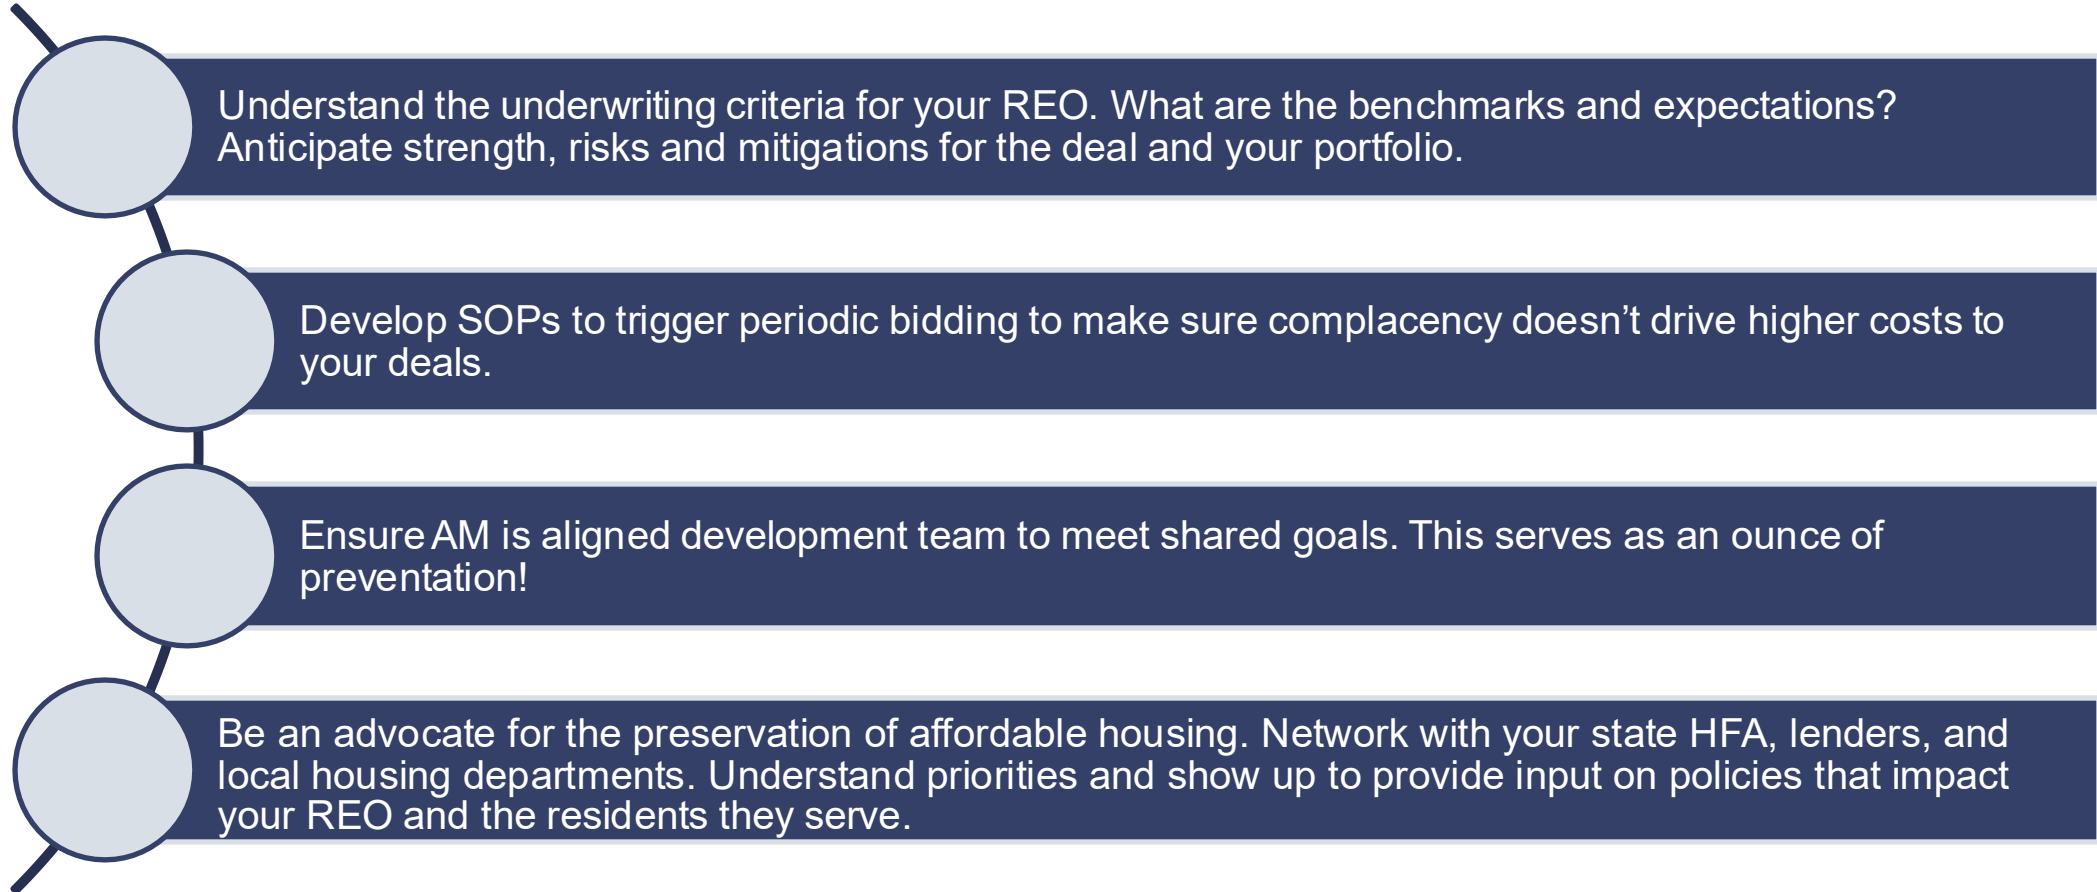 Understand the underwriting criteria for your REO. What are the benchmarks and expectations?
Anticipate strength, risks and mitigations for the deal and your portfolio.
Develop SOPs to trigger periodic bidding to make sure complacency doesn’t drive higher costs to
your deals.
Ensure AM is aligned development team to meet shared goals. This serves as an ounce of
preventation!
Be an advocate for the preservation of affordable housing. Network with your state HFA, lenders, and
local housing departments. Understand priorities and show up to provide input on policies that impact
your REO and the residents they serve.